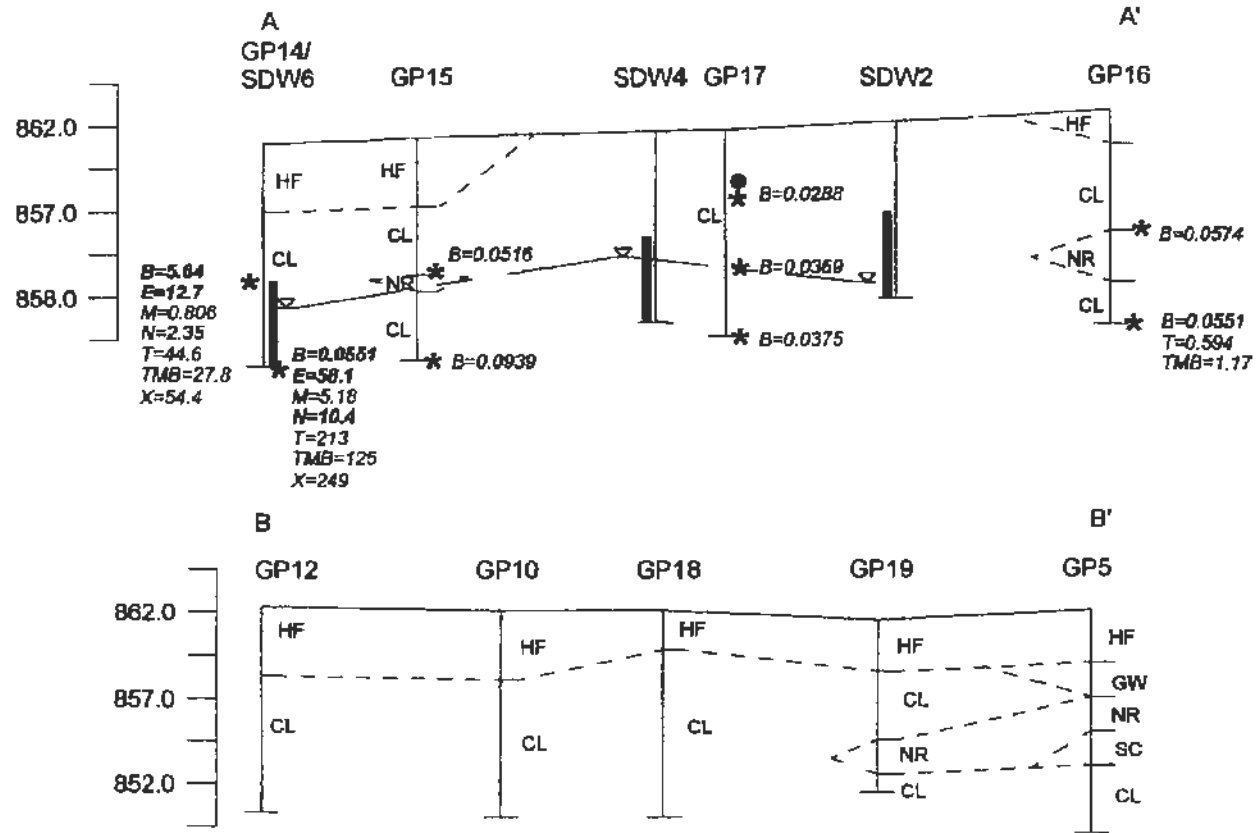 A A'
GP14/
SDW6 GP15 SDW4 GP17 SDW2 GP16
862.0
HF
HF
HF
B=0.0288
857.0
CL
CL
CL
CL
B=0.0574
B=0.0516
B=0.0369
NR
NR
858.0
CL
CL
B=0.0551
T=0.594
TMB=1.17
B=0.0375
B=0.0939
B=5.64
E=12.7
M=0.806
N=2.35
T=44.6
TMB=27.8
X=54.4
B=0.0551
E=58.1
M=5.18
N=10.4
T=213
TMB=125
X=249
B B'
GP12 GP10 GP18 GP19 GP5
862.0
HF HF HF HF HF
GW
857.0
CL CL CL CL NR
NR SC
852.0
CL CL